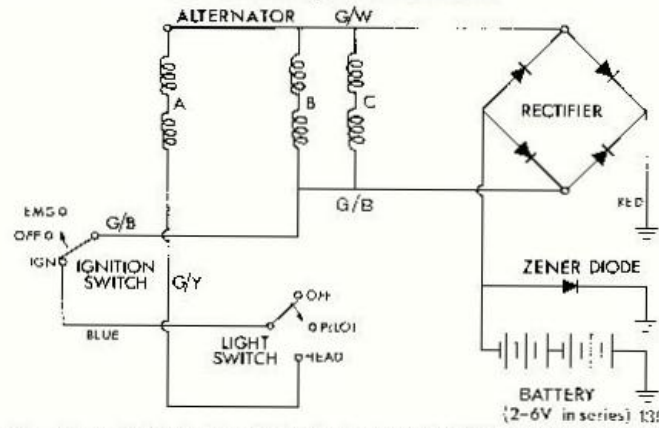 ALTERNATOR G/W
A B C
RECTIFIER
G/B
RED
EMG
G/B
OFF
IGN
IGNITION
SWITCH
ZENER DIODE
G/Y
OFF
BLUE
LIGHT
SWITCH
PILOT
HEAD
BATTERY
(2-6V in series)